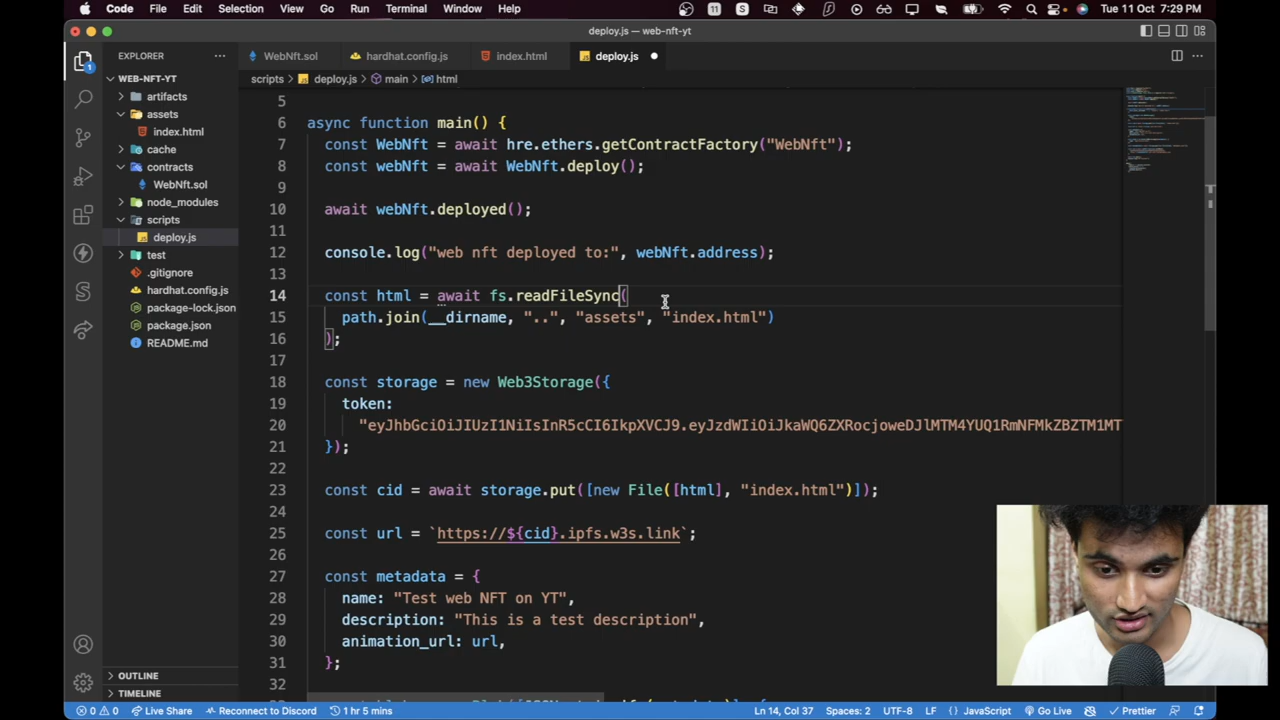 Code File Edit Selection View Go Run Terminal Window Help 11 Tue 11 Oct 7:29 PM
deploy.js — web-nft-yt
EXPLORER
WebNft.sol hardhat.config.js index.html deploy.js
WEB-NFT-YT
scripts > deploy.js > main > html
artifacts
assets
index.html
cache
contracts
WebNft.sol
node_modules
scripts
deploy.js
test
.gitignore
hardhat.config.js
package-lock.json
package.json
README.md
OUTLINE
TIMELINE
5
6 async function main() {
7 const WebNft = await hre.ethers.getContractFactory("WebNft");
8 const webNft = await WebNft.deploy();
9
10 await webNft.deployed();
11
12 console.log("web nft deployed to:", webNft.address);
13
14 const html = await fs.readFileSync(
15 path.join(__dirname, "..", "assets", "index.html")
16 );
17
18 const storage = new Web3Storage({
19 token:
20 "eyJhbGciOiJIUzI1NiIsInR5cCI6IkpXVCJ9.eyJzdWIiOiJkaWQ6ZXRocjoweDJlMTM4YUQ1RmNFMkZBZTM1MT
21 });
22
23 const cid = await storage.put([new File([html], "index.html")]);
24
25 const url = `https://${cid}.ipfs.w3s.link`;
26
27 const metadata = {
28 name: "Test web NFT on YT",
29 description: "This is a test description",
30 animation_url: url,
31 };
32
0 0 Live Share Reconnect to Discord 1 hr 5 mins Ln 14, Col 37 Spaces: 2 UTF-8 LF JavaScript Go Live Prettier